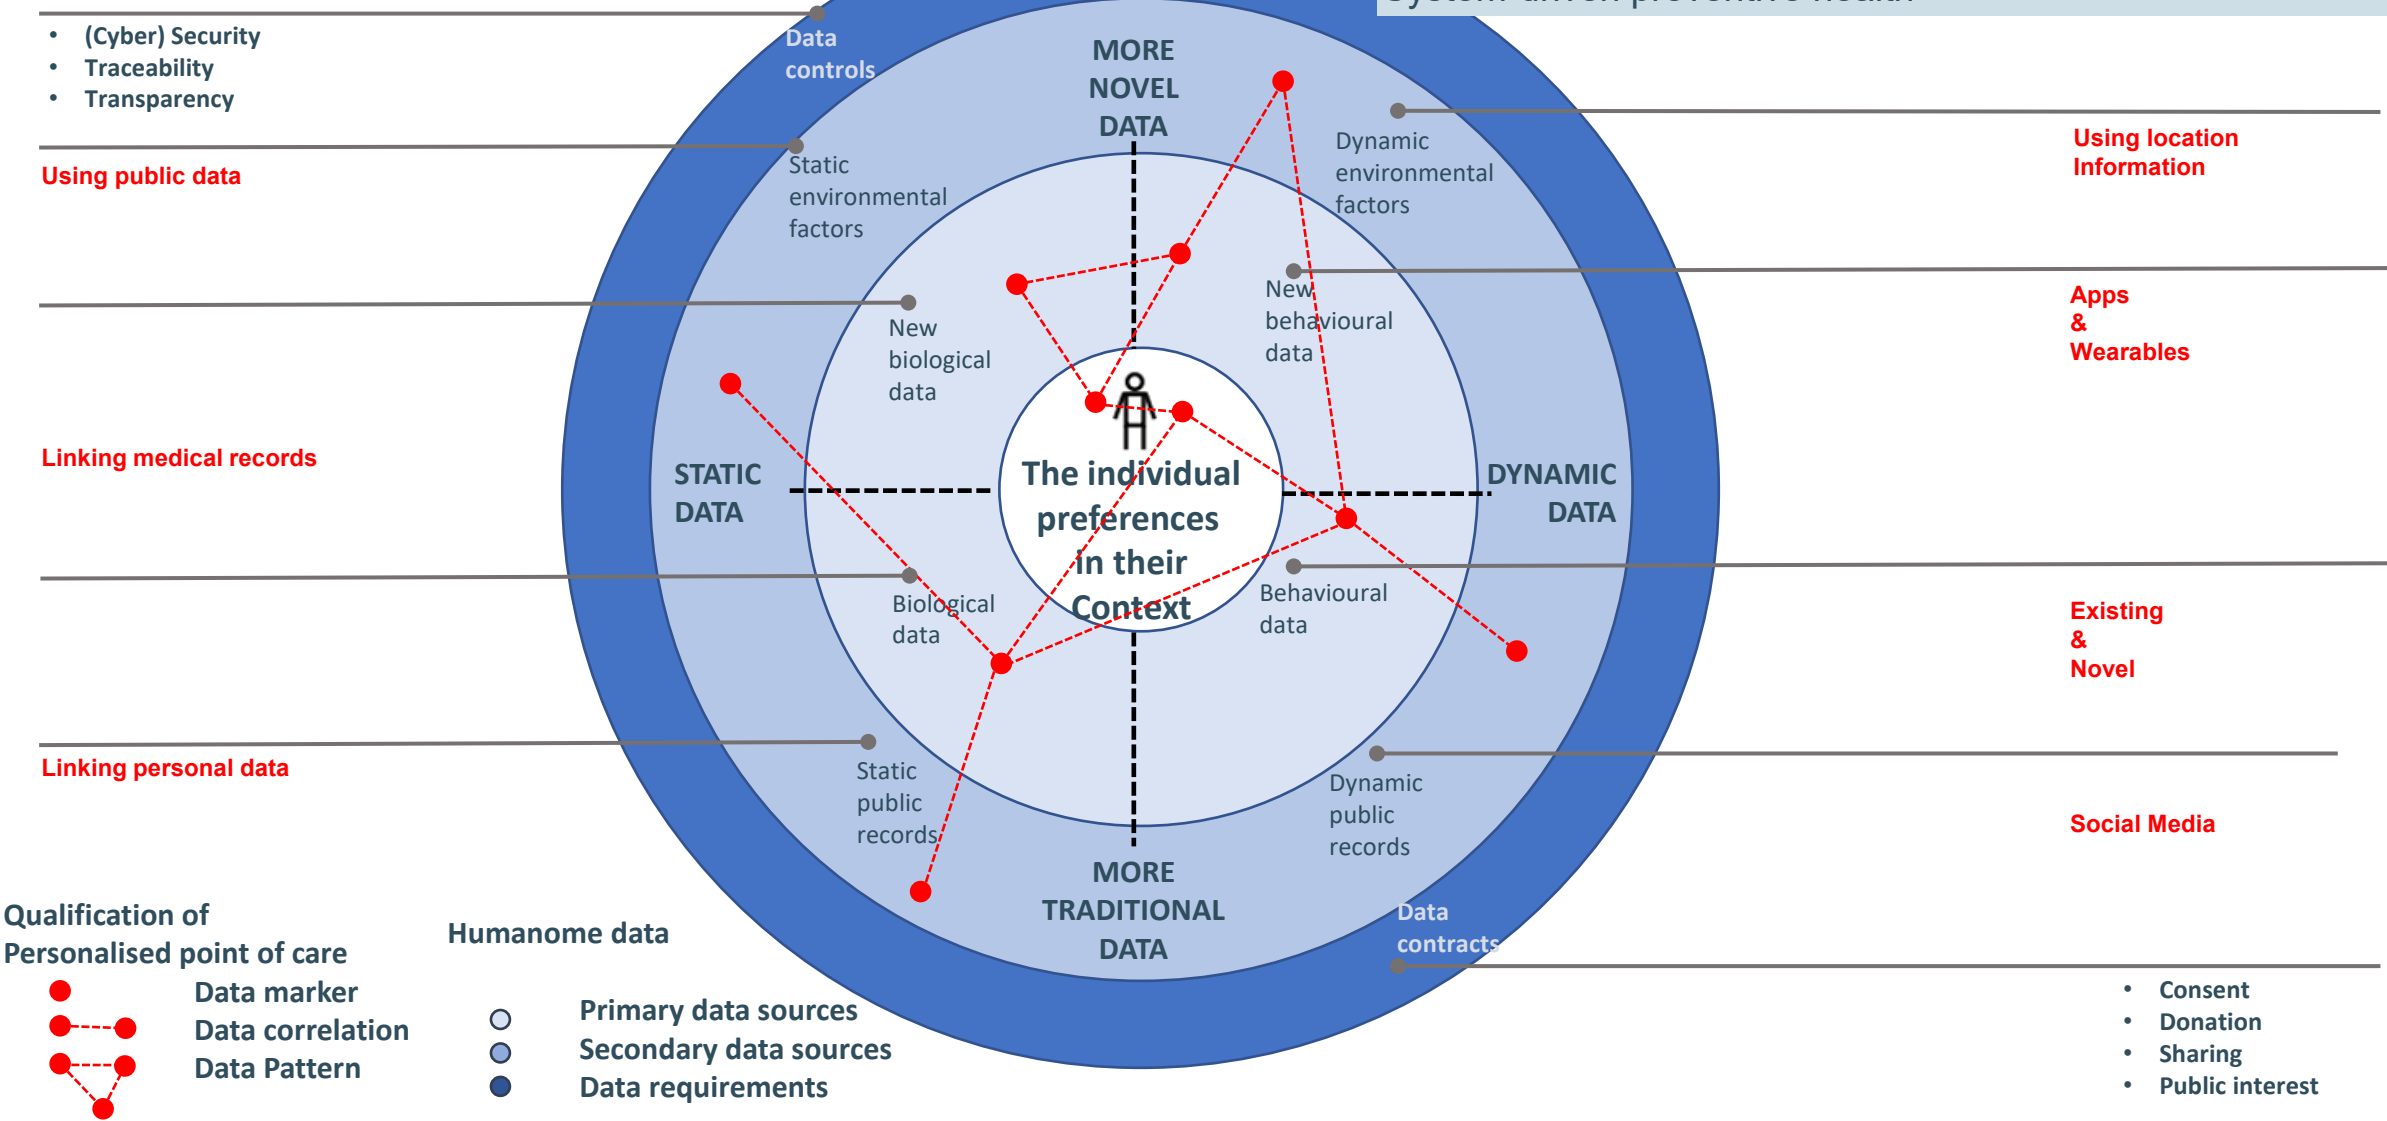 System-driven preventive health
Data
controls
• (Cyber) Security
• Traceability
• Transparency
MORE
NOVEL
DATA
Using public data
Static
environmental
factors
Dynamic
environmental
factors
Using location
Information
New
biological
data
New
behavioural
data
Apps
&
Wearables
Linking medical records
STATIC
DATA
The individual
preferences
in their
Context
DYNAMIC
DATA
Biological
data
Behavioural
data
Existing
&
Novel
Linking personal data
Static
public
records
Dynamic
public
records
Social Media
MORE
TRADITIONAL
DATA
Data
contracts
• Consent
• Donation
• Sharing
• Public interest
Qualification of
Personalised point of care
Data marker
Data correlation
Data Pattern
Humanome data
Primary data sources
Secondary data sources
Data requirements